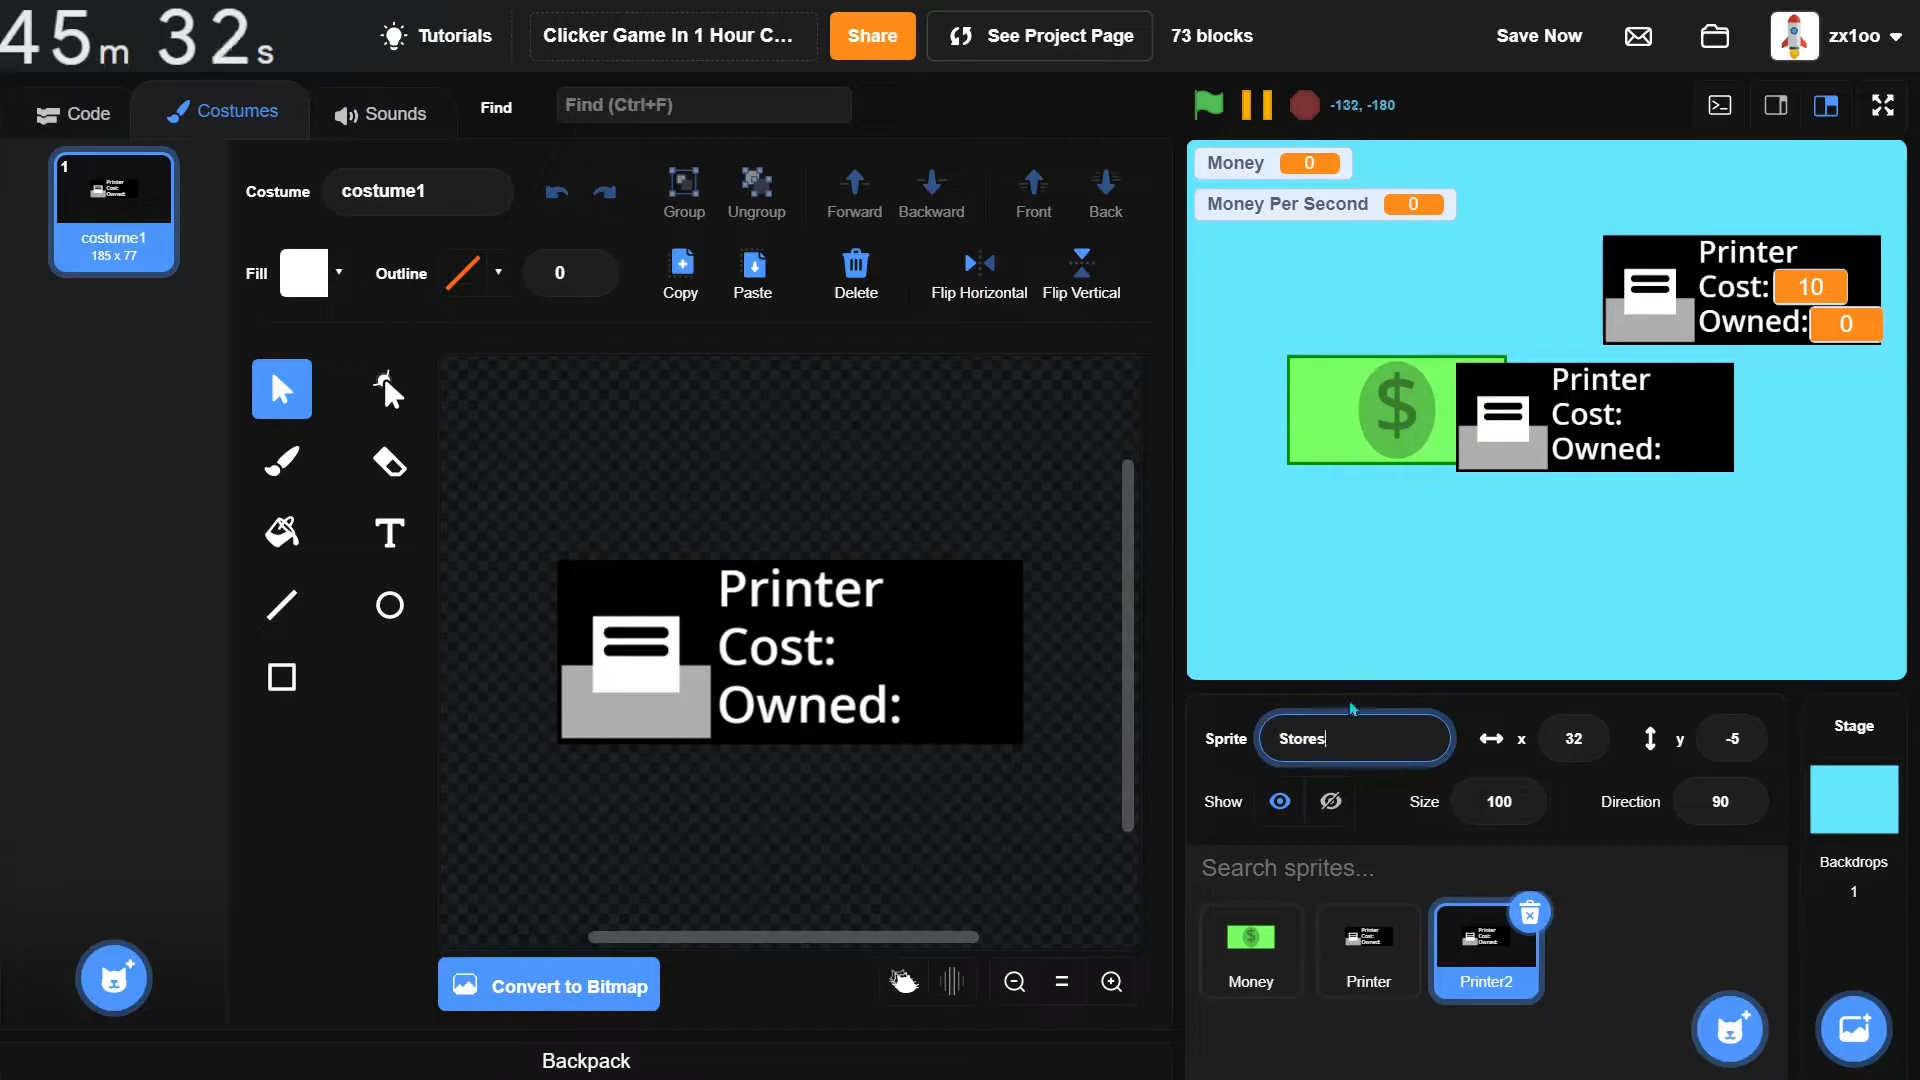 45m 32s
Tutorials
Clicker Game In 1 Hour C...
Share
See Project Page
73 blocks
Save Now
zx1oo
Code
Costumes
Sounds
Find
Find (Ctrl+F)
-132, -180
1
costume1
185 x 77
Costume
costume1
Group
Ungroup
Forward
Backward
Front
Back
Fill
Outline
0
Copy
Paste
Delete
Flip Horizontal
Flip Vertical
T
Printer
Cost:
Owned:
Convert to Bitmap
Backpack
Money 0
Money Per Second 0
Printer
Cost: 10
Owned: 0
$
Printer
Cost:
Owned:
Sprite
Stores
x
32
y
-5
Show
Size
100
Direction
90
Search sprites...
Money
Printer
Printer2
Stage
Backdrops
1